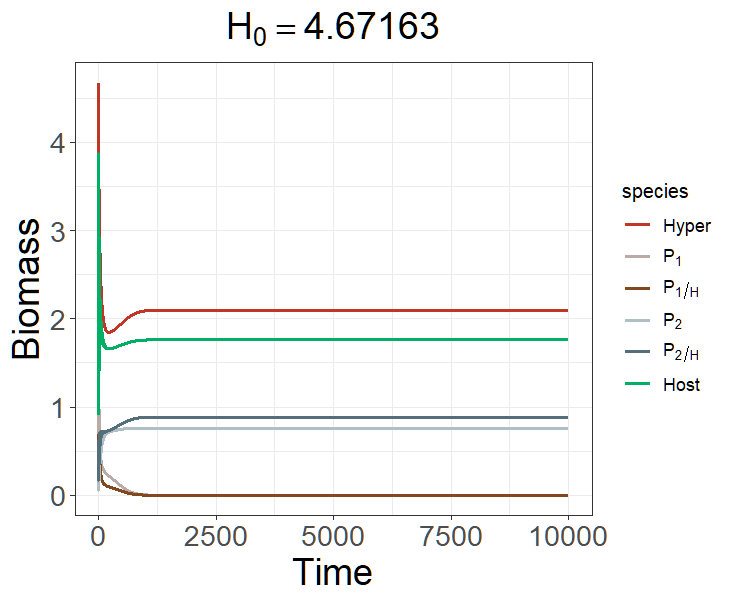 H₀ = 4.67163
Biomass
4
3
2
1
0
0 2500 5000 7500 10000
Time
species
Hyper
P₁
P₁/H
P₂
P₂/H
Host